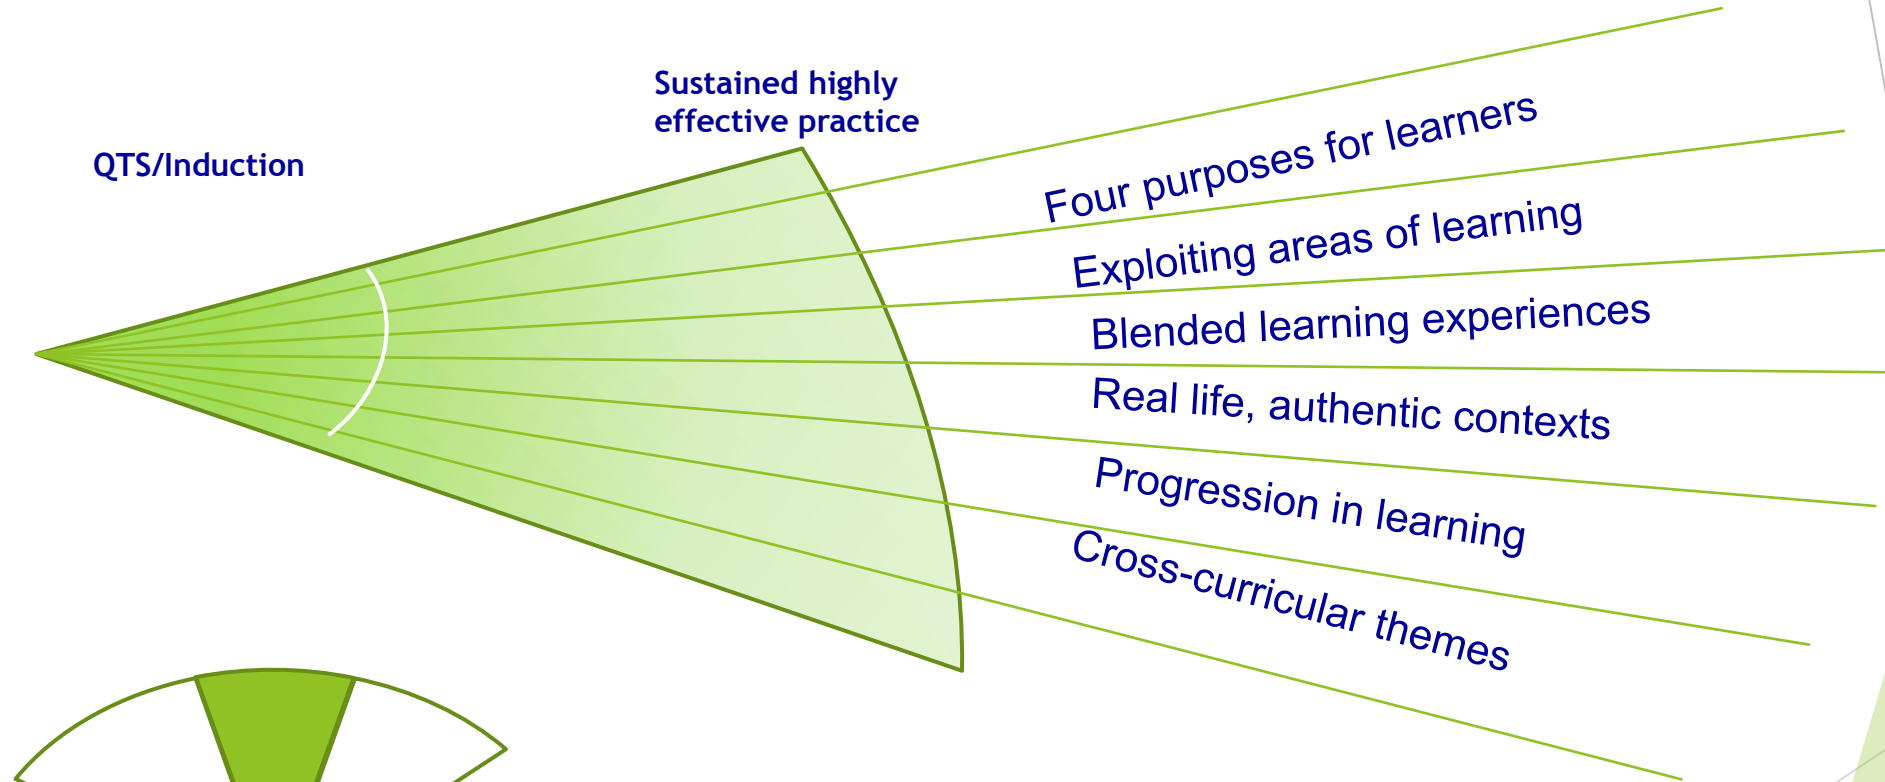 Sustained highly
effective practice
QTS/Induction
Four purposes for learners
Exploiting areas of learning
Blended learning experiences
Real life, authentic contexts
Progression in learning
Cross-curricular themes